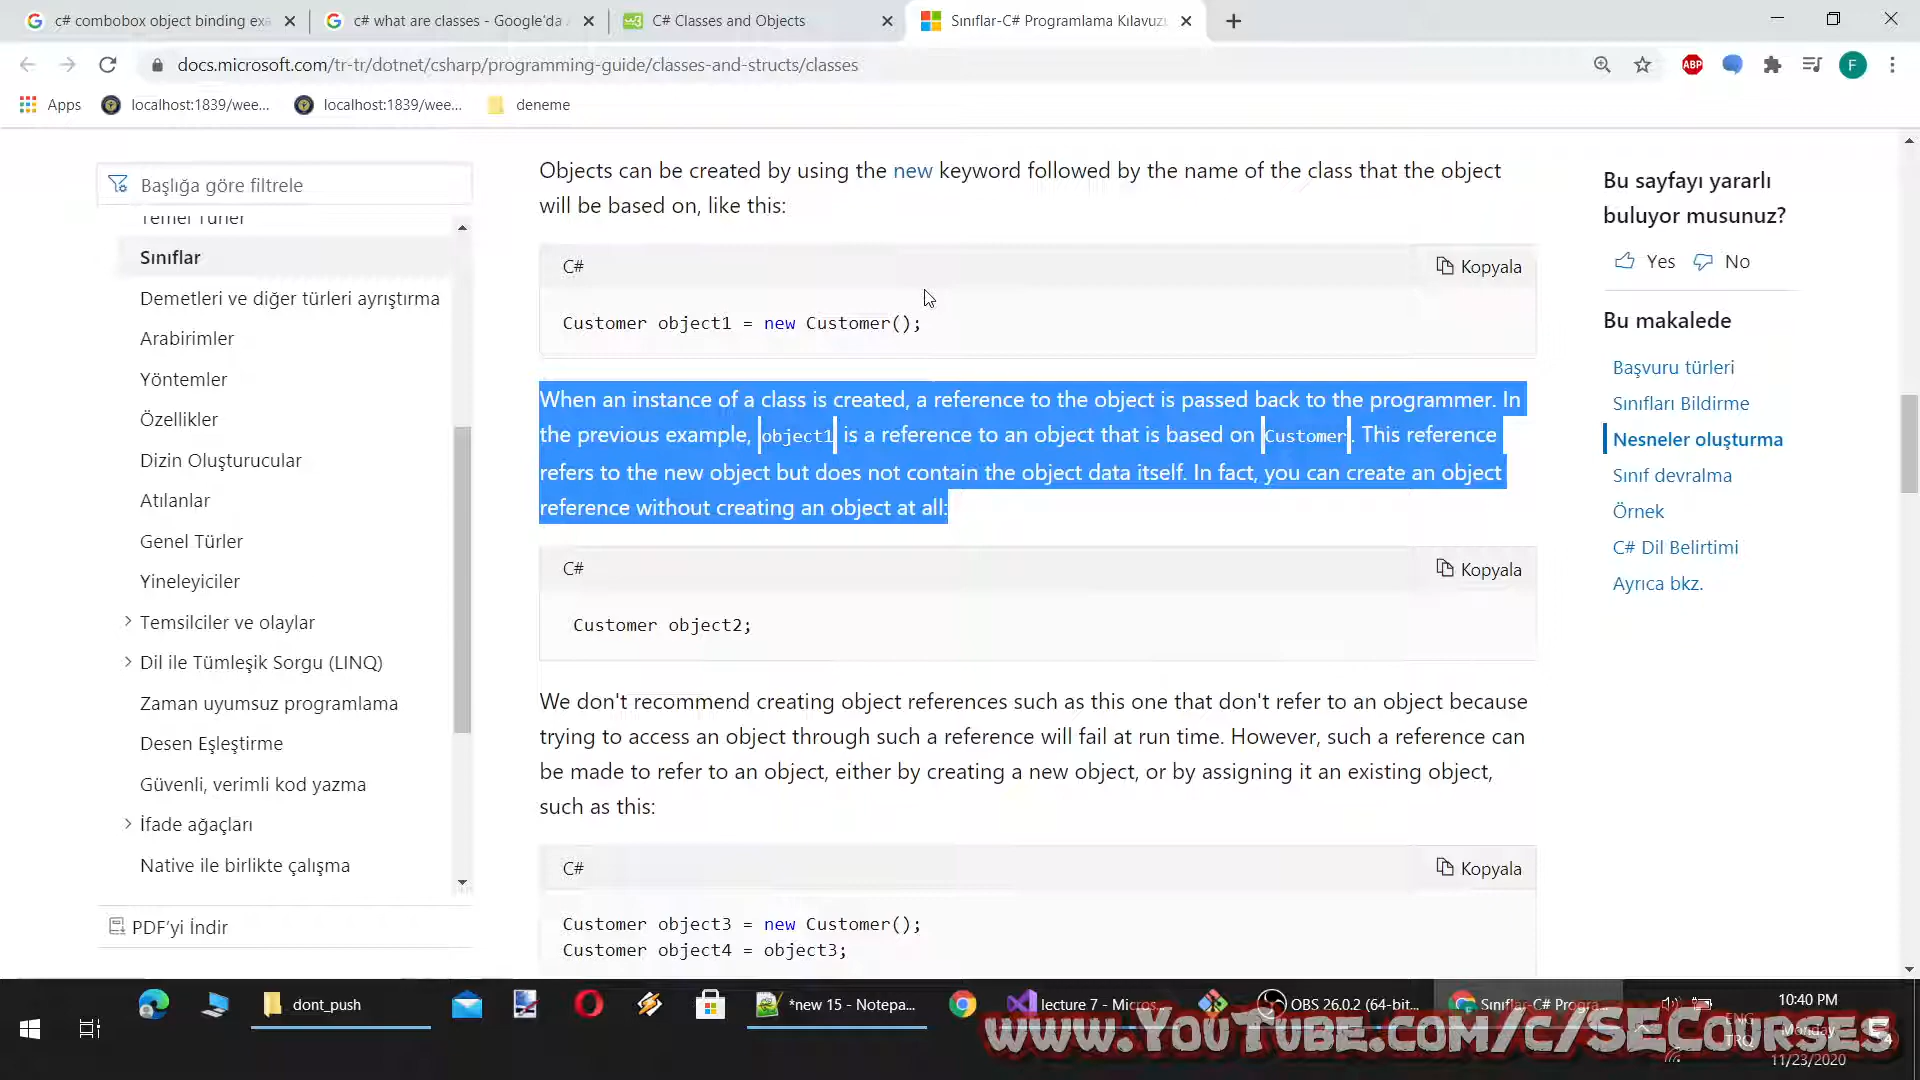 c# combobox object binding exa
c# what are classes - Google'da
C# Classes and Objects
Sınıflar-C# Programlama Kılavuzu
docs.microsoft.com/tr-tr/dotnet/csharp/programming-guide/classes-and-structs/classes
ABP
F
Apps
localhost:1839/wee...
localhost:1839/wee...
deneme
Başlığa göre filtrele
Temel Türler
Sınıflar
Demetleri ve diğer türleri ayrıştırma
Arabirimler
Yöntemler
Özellikler
Dizin Oluşturucular
Atılanlar
Genel Türler
Yineleyiciler
Temsilciler ve olaylar
Dil ile Tümleşik Sorgu (LINQ)
Zaman uyumsuz programlama
Desen Eşleştirme
Güvenli, verimli kod yazma
İfade ağaçları
Native ile birlikte çalışma
PDF'yi İndir
Objects can be created by using the new keyword followed by the name of the class that the object
will be based on, like this:
C#
Kopyala
Customer object1 = new Customer();
When an instance of a class is created, a reference to the object is passed back to the programmer. In
the previous example, object1 is a reference to an object that is based on Customer. This reference
refers to the new object but does not contain the object data itself. In fact, you can create an object
reference without creating an object at all:
C#
Kopyala
Customer object2;
We don't recommend creating object references such as this one that don't refer to an object because
trying to access an object through such a reference will fail at run time. However, such a reference can
be made to refer to an object, either by creating a new object, or by assigning it an existing object,
such as this:
C#
Kopyala
Customer object3 = new Customer();
Customer object4 = object3;
Bu sayfayı yararlı
buluyor musunuz?
Yes
No
Bu makalede
Başvuru türleri
Sınıfları Bildirme
Nesneler oluşturma
Sınıf devralma
Örnek
C# Dil Belirtimi
Ayrıca bkz.
dont_push
*new 15 - Notepa...
lecture 7 - Micros...
OBS 26.0.2 (64-bit...
Sınıflar-C# Progra...
10:40 PM
ENG
Monday
TRQ
11/23/2020
www.YouTube.com/c/SECourses